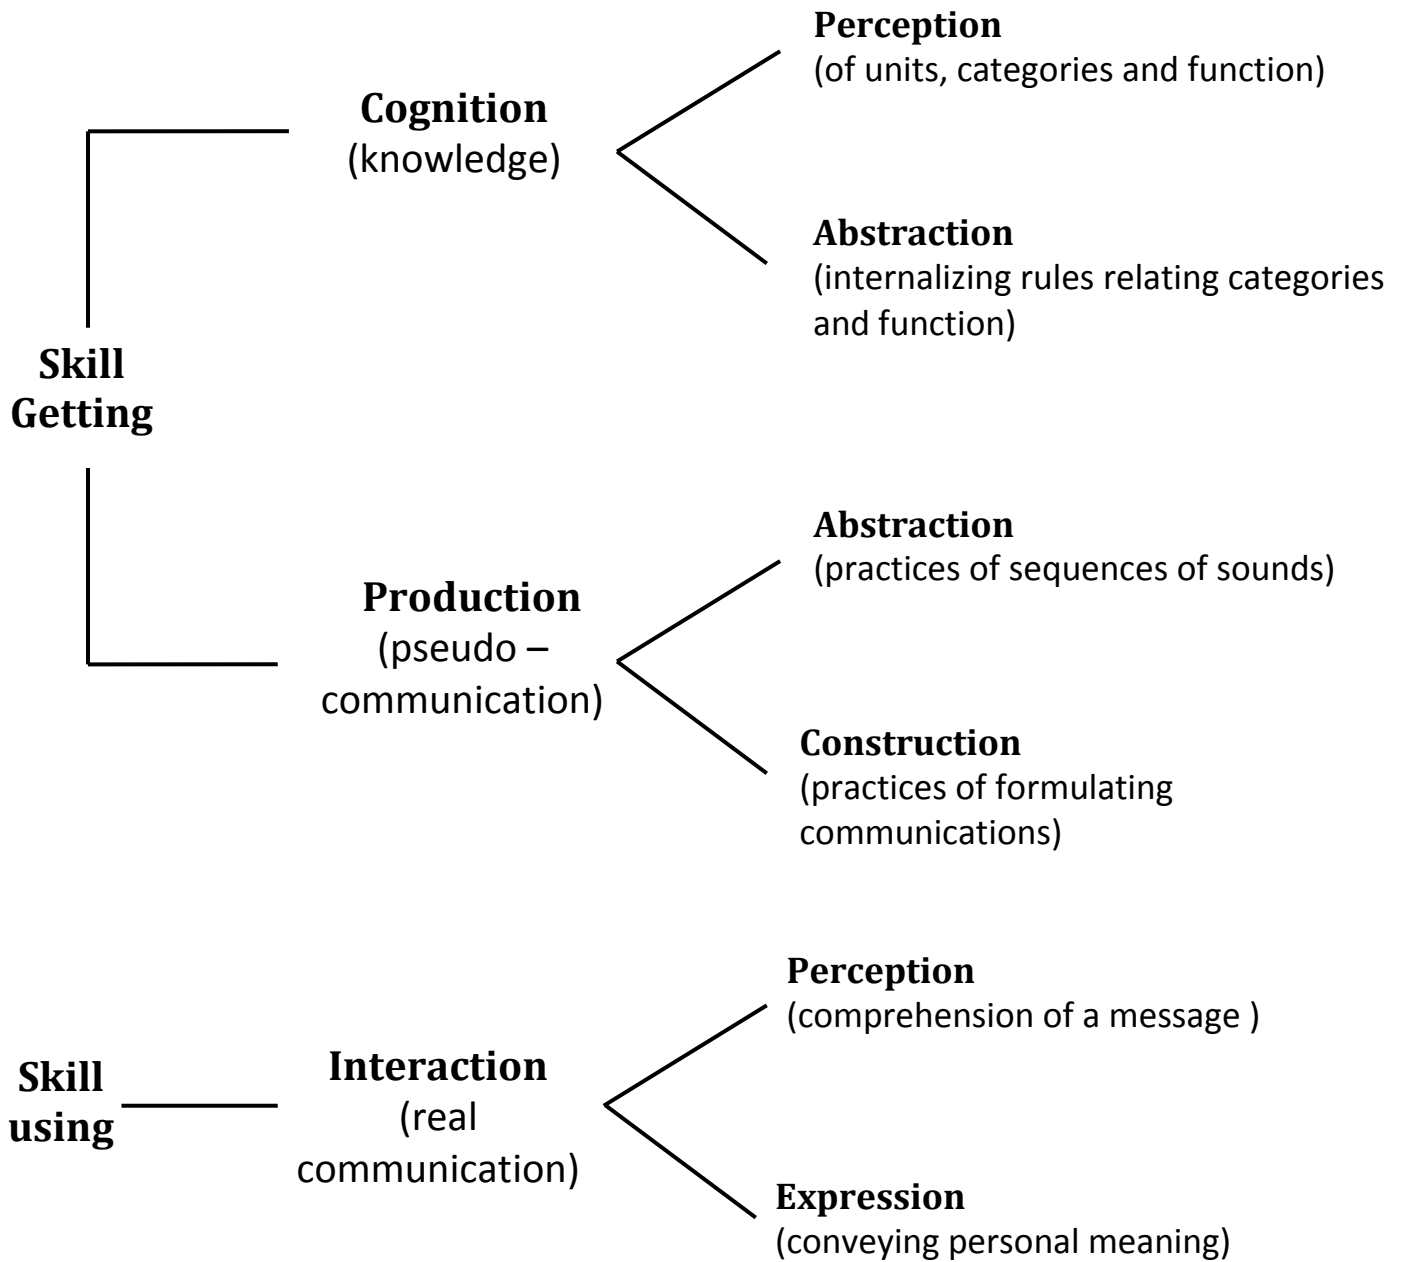 Perception
(of units, categories and function)
Cognition
(knowledge)
Abstraction
(internalizing rules relating categories
and function)
Skill
Getting
Abstraction
(practices of sequences of sounds)
Production
(pseudo –
communication)
Construction
(practices of formulating
communications)
Perception
(comprehension of a message )
Skill
using
Interaction
(real
communication)
Expression
(conveying personal meaning)